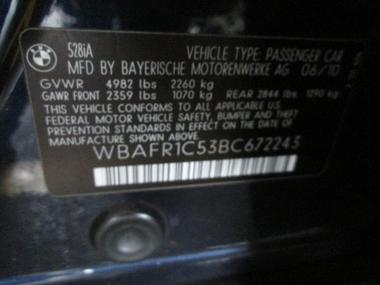 BMW
528iA
VEHICLE TYPE: PASSENGER CAR
MFD BY BAYERISCHE MOTORENWERKE AG 06/10
GVWR 4982 lbs 2260 kg
GAWR FRONT 2359 lbs 1070 kg REAR 2844 lbs 1290 kg
THIS VEHICLE CONFORMS TO ALL APPLICABLE U.S.
FEDERAL MOTOR VEHICLE SAFETY, BUMPER AND THEFT
PREVENTION STANDARDS IN EFFECT ON THE DATE OF
MANUFACTURE SHOWN ABOVE.
WBAFR1C53BC672243